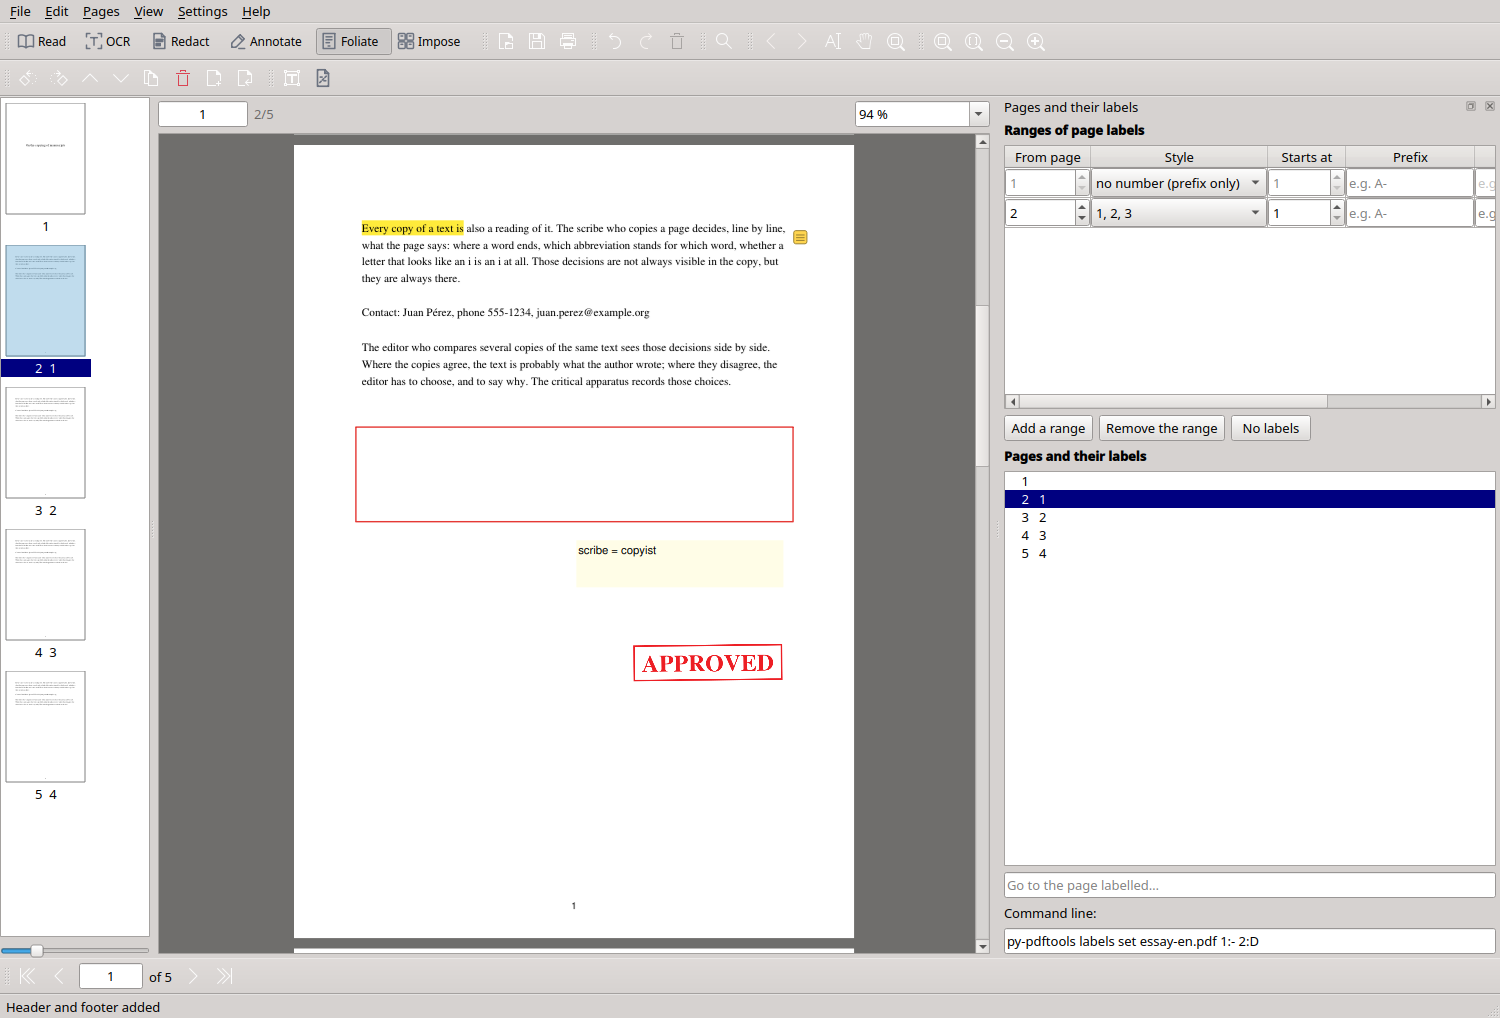 File Edit Pages View Settings Help
Read OCR Redact Annotate Foliate Impose
1 2/5 94 %
1
2 1
3 2
4 3
5 4
Every copy of a text is also a reading of it. The scribe who copies a page decides, line by line,
what the page says: where a word ends, which abbreviation stands for which word, whether a
letter that looks like an i is an i at all. Those decisions are not always visible in the copy, but
they are always there.
Contact: Juan Pérez, phone 555-1234, juan.perez@example.org
The editor who compares several copies of the same text sees those decisions side by side.
Where the copies agree, the text is probably what the author wrote; where they disagree, the
editor has to choose, and to say why. The critical apparatus records those choices.
scribe = copyist
APPROVED
1
Pages and their labels
Ranges of page labels
From page Style Starts at Prefix
1 no number (prefix only) 1 e.g. A- e.g
2 1, 2, 3 1 e.g. A- e.g
Add a range Remove the range No labels
Pages and their labels
1
2 1
3 2
4 3
5 4
Go to the page labelled...
Command line:
py-pdftools labels set essay-en.pdf 1:- 2:D
1 of 5
Header and footer added